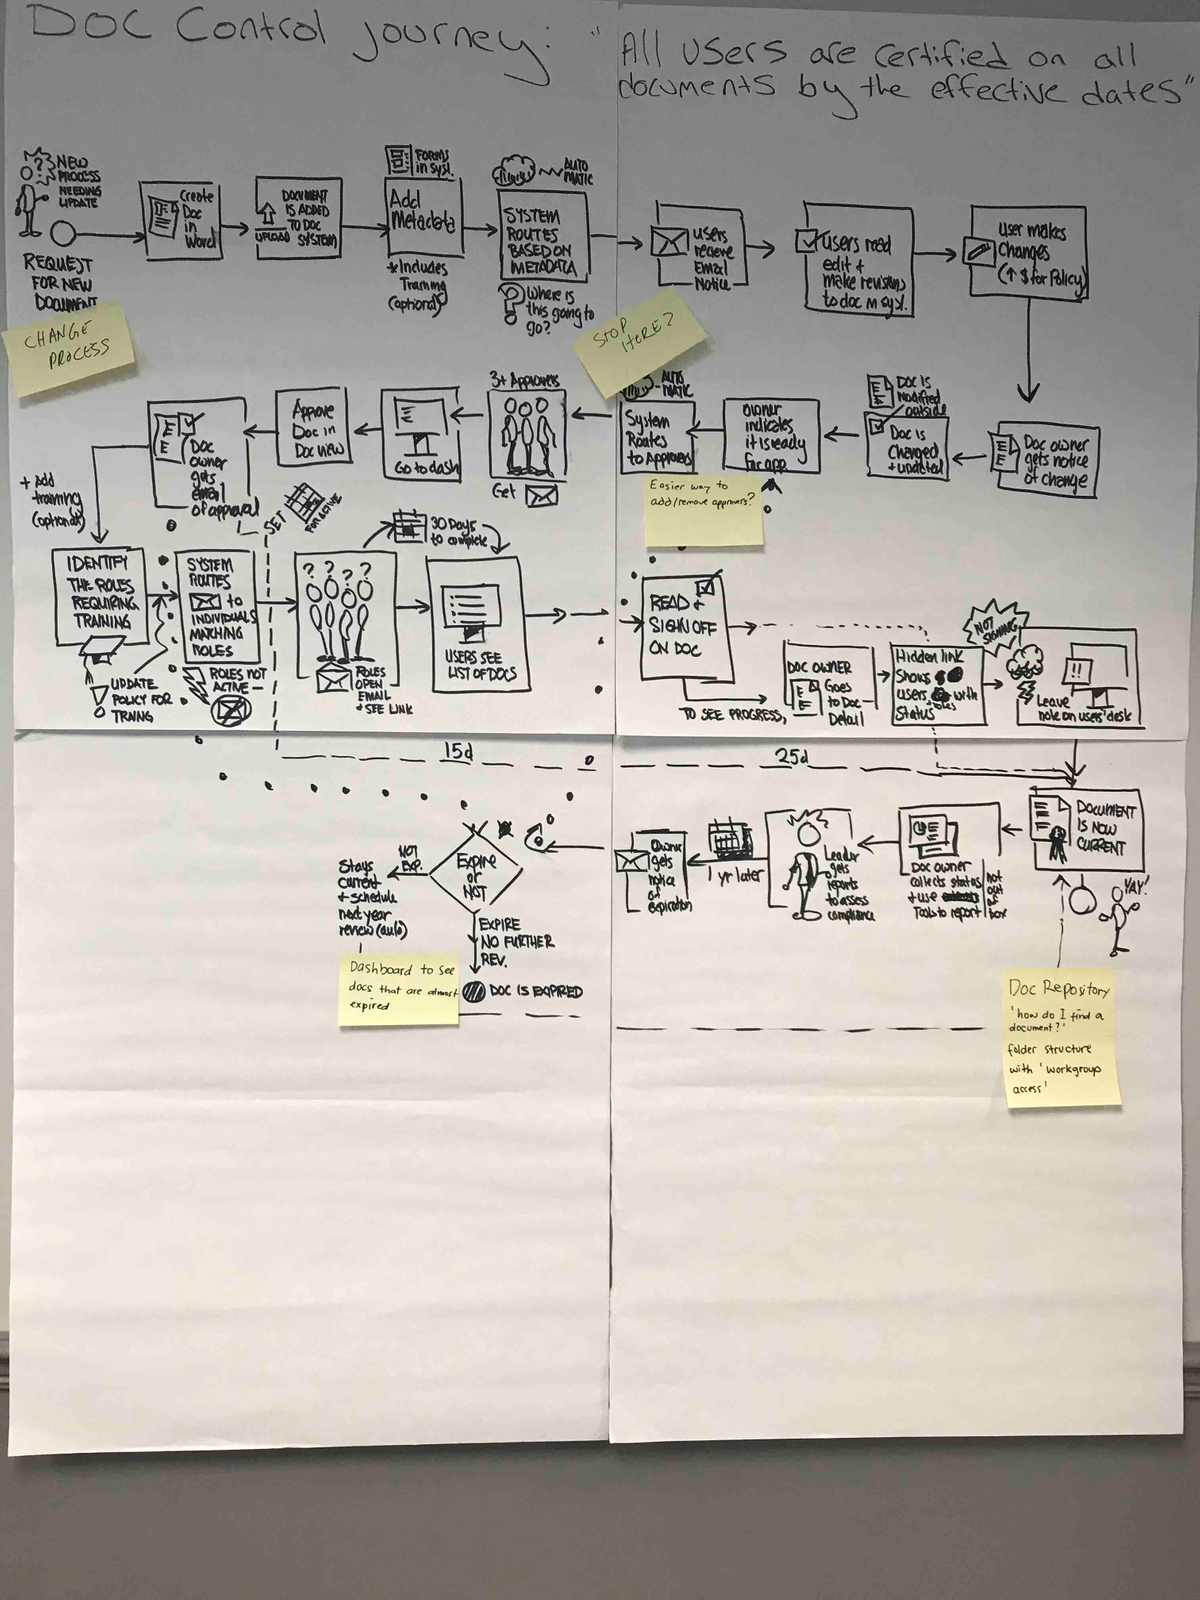 DOC Control journey: "All users are certified on all
documents by the effective dates"
NEW
PROCESS
NEEDING
UPDATE
REQUEST
FOR NEW
DOCUMENT
Create
Doc
in
Word
DOCUMENT
IS ADDED
TO DOC
SYSTEM
UPLOAD
FORMS
in sysl.
Add
Metadata
*Includes
Training
(optional)
AUTO
MATIC
SYSTEM
ROUTES
BASED ON
METADATA
Where is
this going to
go?
users
recieve
Email
Notice
Users read
edit +
make revisions
to doc in sysl.
user makes
Changes
(↑ $ for Policy)
CHANGE
PROCESS
STOP
HERE?
Doc owner
gets notice
of change
DOC IS
Modified
outside
Doc is
Changed
+ updated
owner
indicates
it is ready
for app.
AUTO
MATIC
System
Routes
to Approvers
Easier way to
add/remove approvers?
3+ Approvers
Get
Go to dash
Approve
Doc in
Doc new
Doc
owner
gets
email
of approval
+ Add
training
(optional)
SET
FOR ACTIVE
IDENTIFY
THE ROLES
REQUIRING
TRAINING
UPDATE
POLICY FOR
TRAINING
SYSTEM
ROUTES
to
INDIVIDUALS
MATCHING
ROLES
ROLES NOT
ACTIVE —
? ? ? ?
ROLES
OPEN
EMAIL
+ SEE LINK
30 Days
to complete
USERS SEE
LIST OF DOCS
READ +
SIGN OFF
ON DOC
TO SEE PROGRESS,
DOC OWNER
Goes
to Doc
Detail
Hidden link
Shows
users with
Status
roles
NOT
SIGNING
!!
Leave
note on users' desk
15d
25d
DOCUMENT
IS NOW
CURRENT
YAY!
Doc owner
collects status
+ use
Tools to report
not
out
of
box
Leader
gets
reports
to assess
compliance
1 yr later
Owner
gets
notice
of
expiration
Expire
or
NOT
NOT
EXP.
Stays
current
+ schedule
next year
review (auto)
EXPIRE
NO FURTHER
REV.
DOC IS EXPIRED
Dashboard to see
docs that are almost
expired
Doc Repository
'how do I find a
document?'
folder structure
with 'workgroup
access'